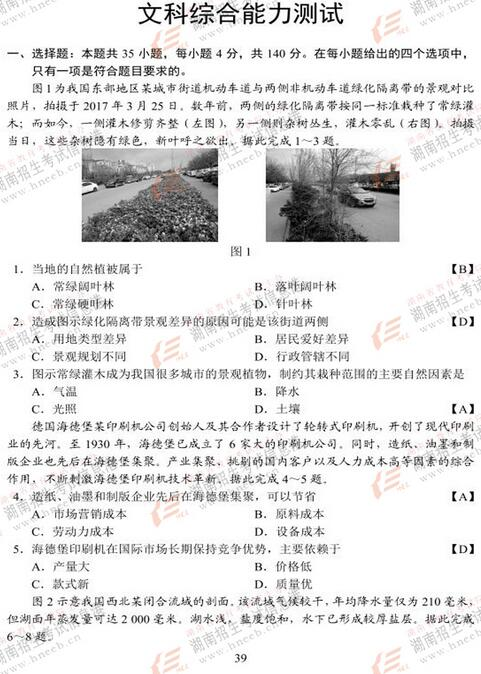 文科综合能力测试
一、选择题：本题共 35 小题，每小题 4 分，共 140 分。在每小题给出的四个选项中，
只有一项是符合题目要求的。
图 1 为我国东部地区某城市街道机动车道与两侧非机动车道绿化隔离带的景观对比
照片，拍摄于 2017 年 3 月 25 日。数年前，两侧的绿化隔离带按同一标准栽种了常绿灌
木；而如今，一侧灌木修剪齐整（左图），另一侧则杂树丛生，灌木零乱（右图）。拍摄
当日，这些杂树隐有绿色，新叶呼之欲出。据此完成 1～3 题。
图 1
1．当地的自然植被属于 【B】
A．常绿阔叶林 B．落叶阔叶林
C．常绿硬叶林 D．针叶林
2．造成图示绿化隔离带景观差异的原因可能是该街道两侧 【D】
A．用地类型差异 B．居民爱好差异
C．景观规划不同 D．行政管辖不同
3．图示常绿灌木成为我国很多城市的景观植物，制约其栽种范围的主要自然因素是
A．气温 B．降水
C．光照 D．土壤 【A】
德国海德堡某印刷机公司创始人及其合作者设计了轮转式印刷机，开创了现代印刷
业的先河。至 1930 年，海德堡已成立了 6 家大的印刷机公司。同时，造纸、油墨和制
版企业也先后在海德堡集聚。产业集聚、挑剔的国内客户以及人力成本高等因素的综合
作用，不断刺激海德堡印刷机技术革新。据此完成 4～5 题。
4．造纸、油墨和制版企业先后在海德堡集聚，可以节省 【A】
A．市场营销成本 B．原料成本
C．劳动力成本 D．设备成本
5．海德堡印刷机在国际市场长期保持竞争优势，主要依赖于 【D】
A．产量大 B．价格低
C．款式新 D．质量优
图 2 示意我国西北某闭合流域的剖面。该流域气候较干，年均降水量仅为 210 毫米，
但湖面年蒸发量可达 2 000 毫米。湖水浅，盐度饱和，水下已形成较厚盐层。据此完成
6～8 题。
39
湖南招生考试信息港
www.hneeb.cn